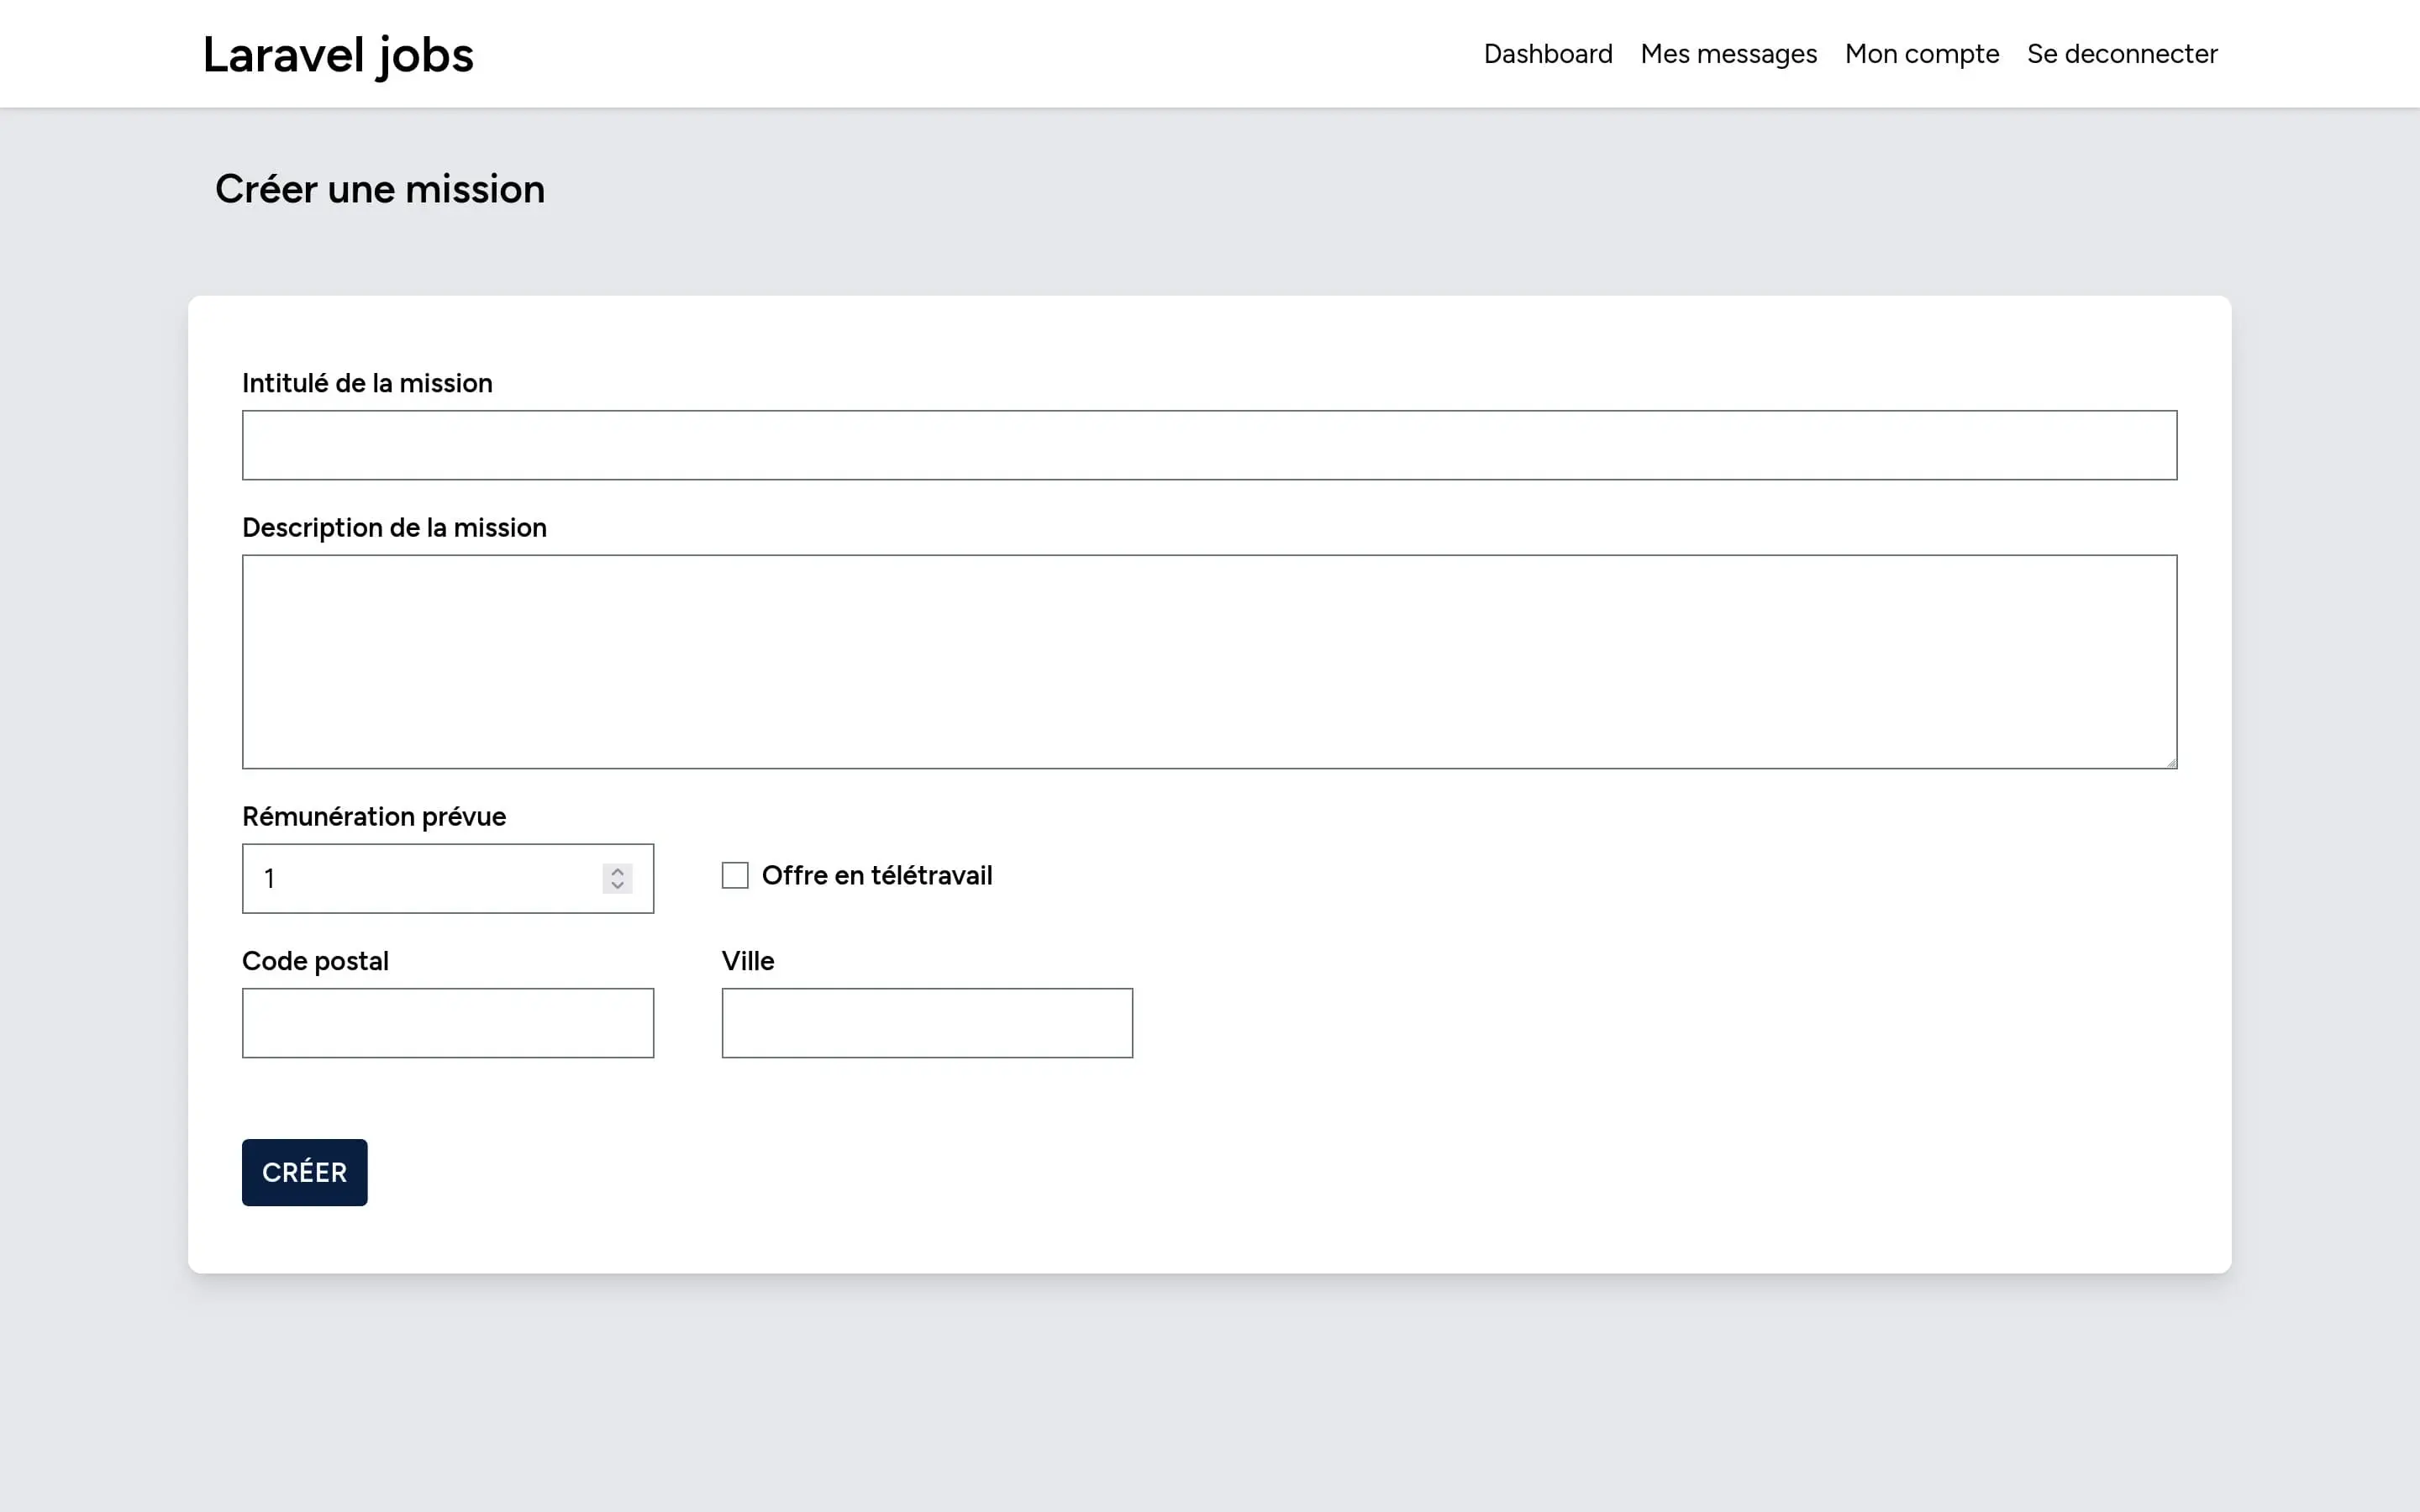 Laravel jobs
Dashboard Mes messages Mon compte Se deconnecter
Créer une mission
Intitulé de la mission
Description de la mission
Rémunération prévue
1
Offre en télétravail
Code postal
Ville
CRÉER